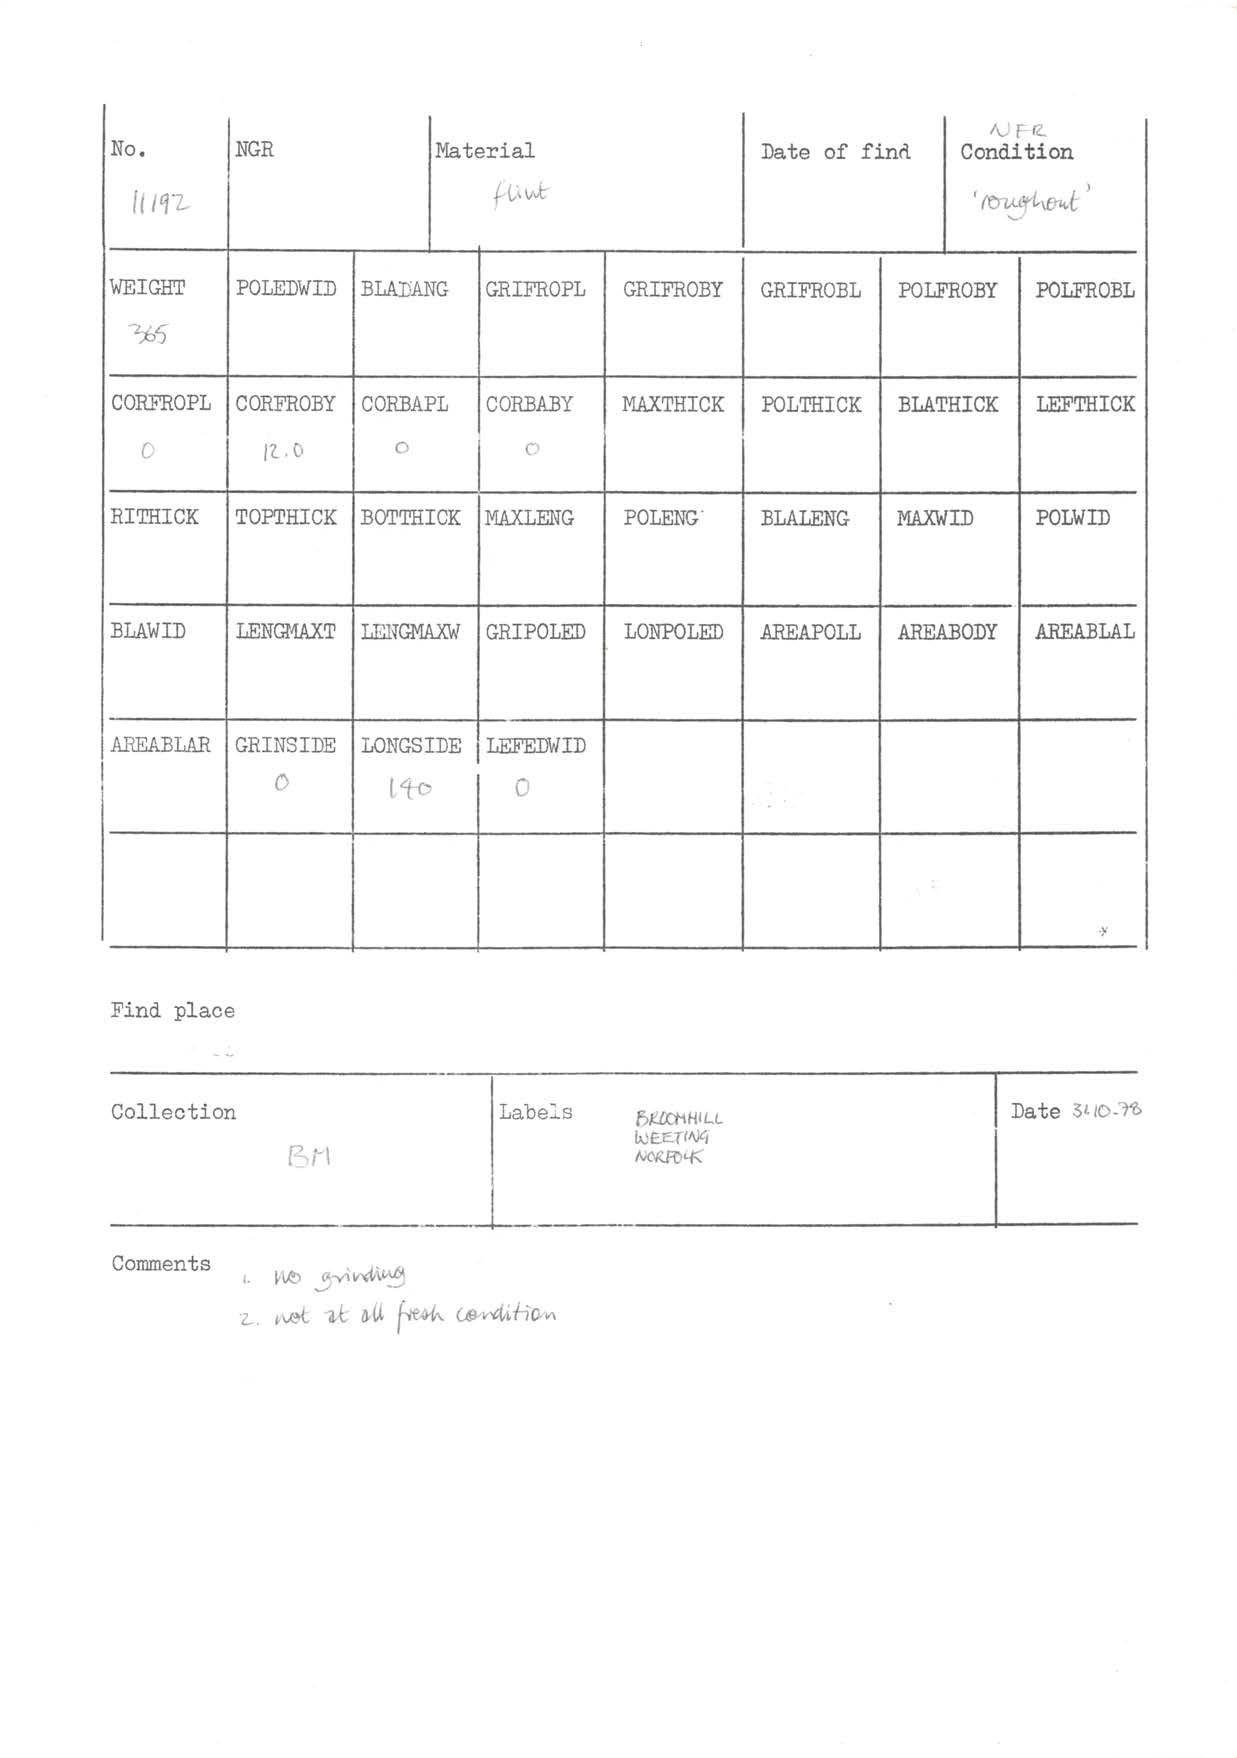 NFR
No. NGR Material Date of find Condition
11192 flint 'roughout'
WEIGHT POLEDWID BLADANG GRIFROPL GRIFROBY GRIFROBL POLFROBY POLFROBL
365
CORFROPL CORFROBY CORBAPL CORBABY MAXTHICK POLTHICK BLATHICK LEFTHICK
0 12.0 0 0
RITHICK TOPTHICK BOTTHICK MAXLENG POLENG BLALENG MAXWID POLWID
BLAWID LENGMAXT LENGMAXW GRIPOLED LONPOLED AREAPOLL AREABODY AREABLAL
AREABLAR GRINSIDE LONGSIDE LEFEDWID
0 140 0
Find place
Collection Labels BROOMHILL Date 31.10.78
WEETING
BM NORFOLK
Comments 1. no grinding
2. not at all fresh condition